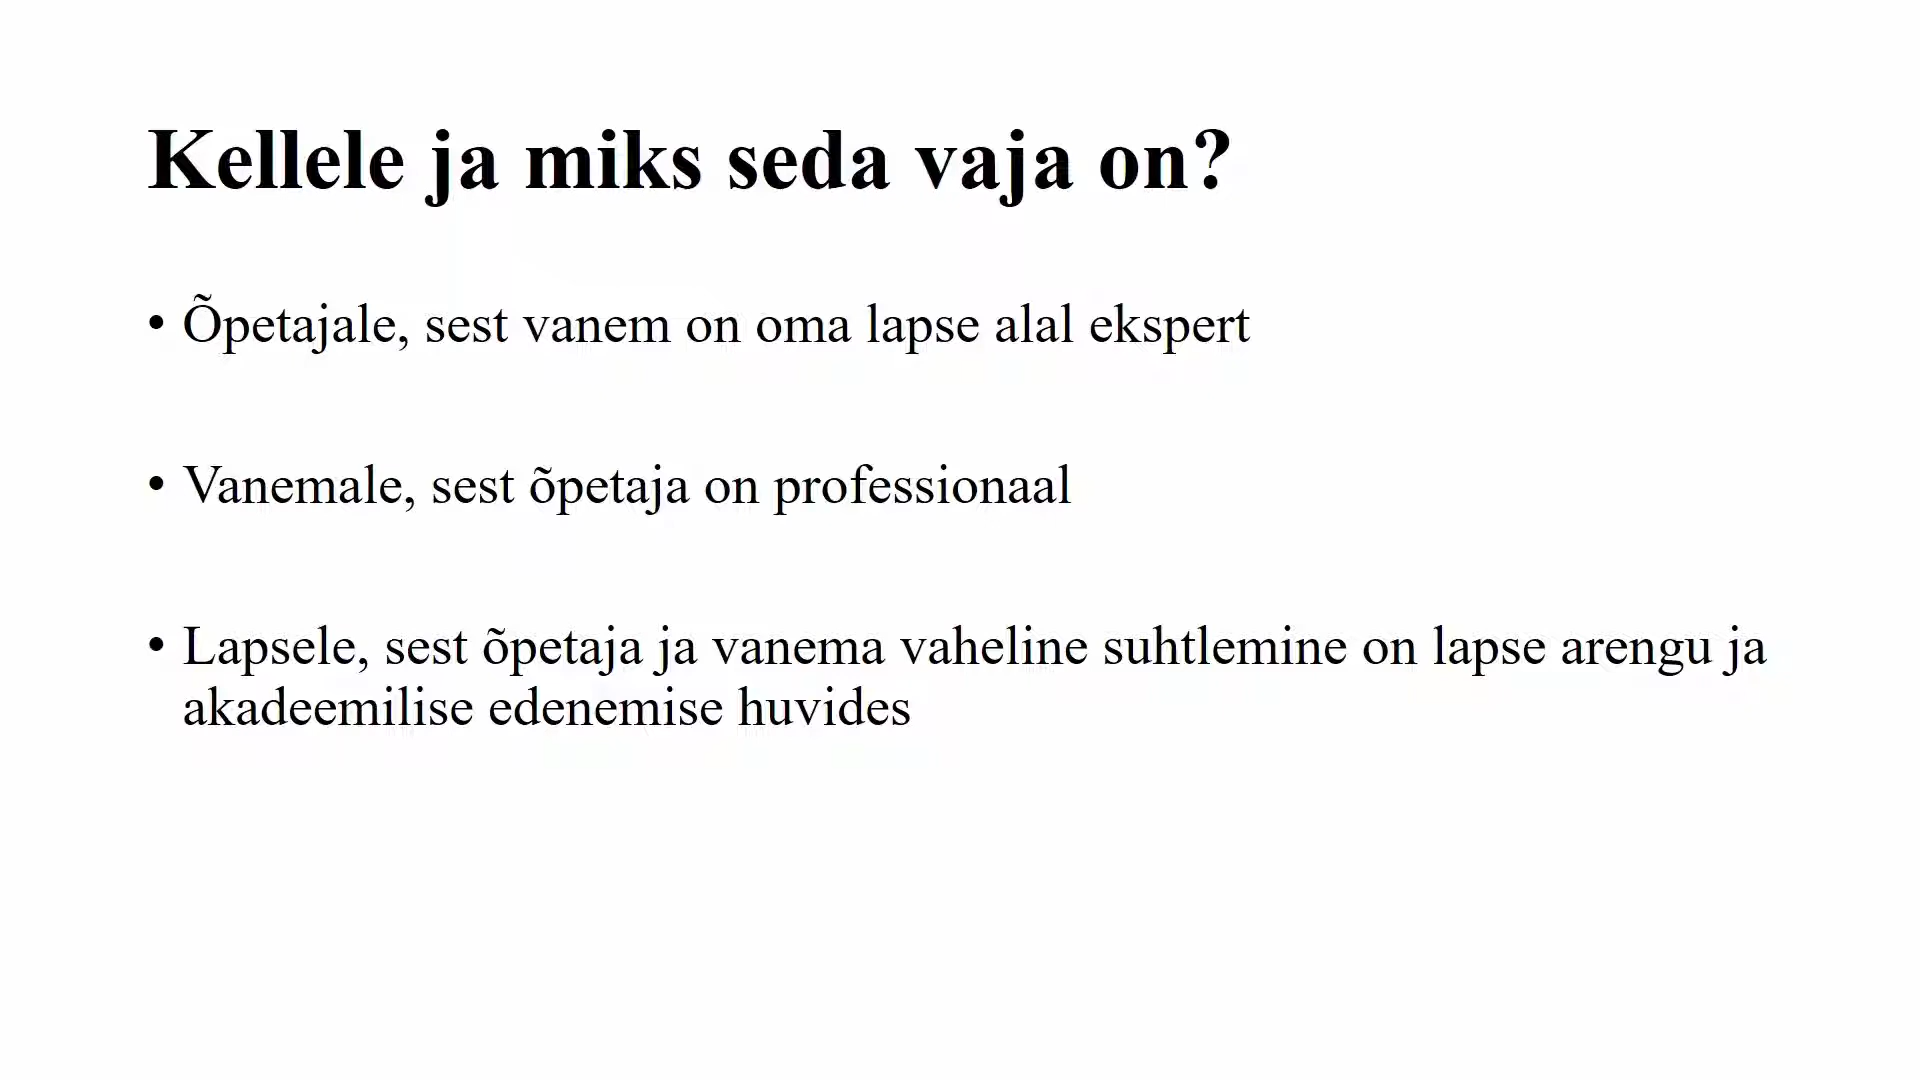 Kellele ja miks seda vaja on?
• Õpetajale, sest vanem on oma lapse alal ekspert
• Vanemale, sest õpetaja on professionaal
• Lapsele, sest õpetaja ja vanema vaheline suhtlemine on lapse arengu ja
akadeemilise edenemise huvides